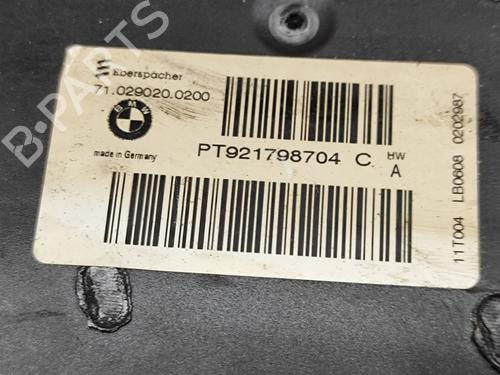 Eberspächer
71.029020.0200
BMW
made in Germany
PT921798704 C
HW
A
11T004 LB0608 0202987
B-PARTS